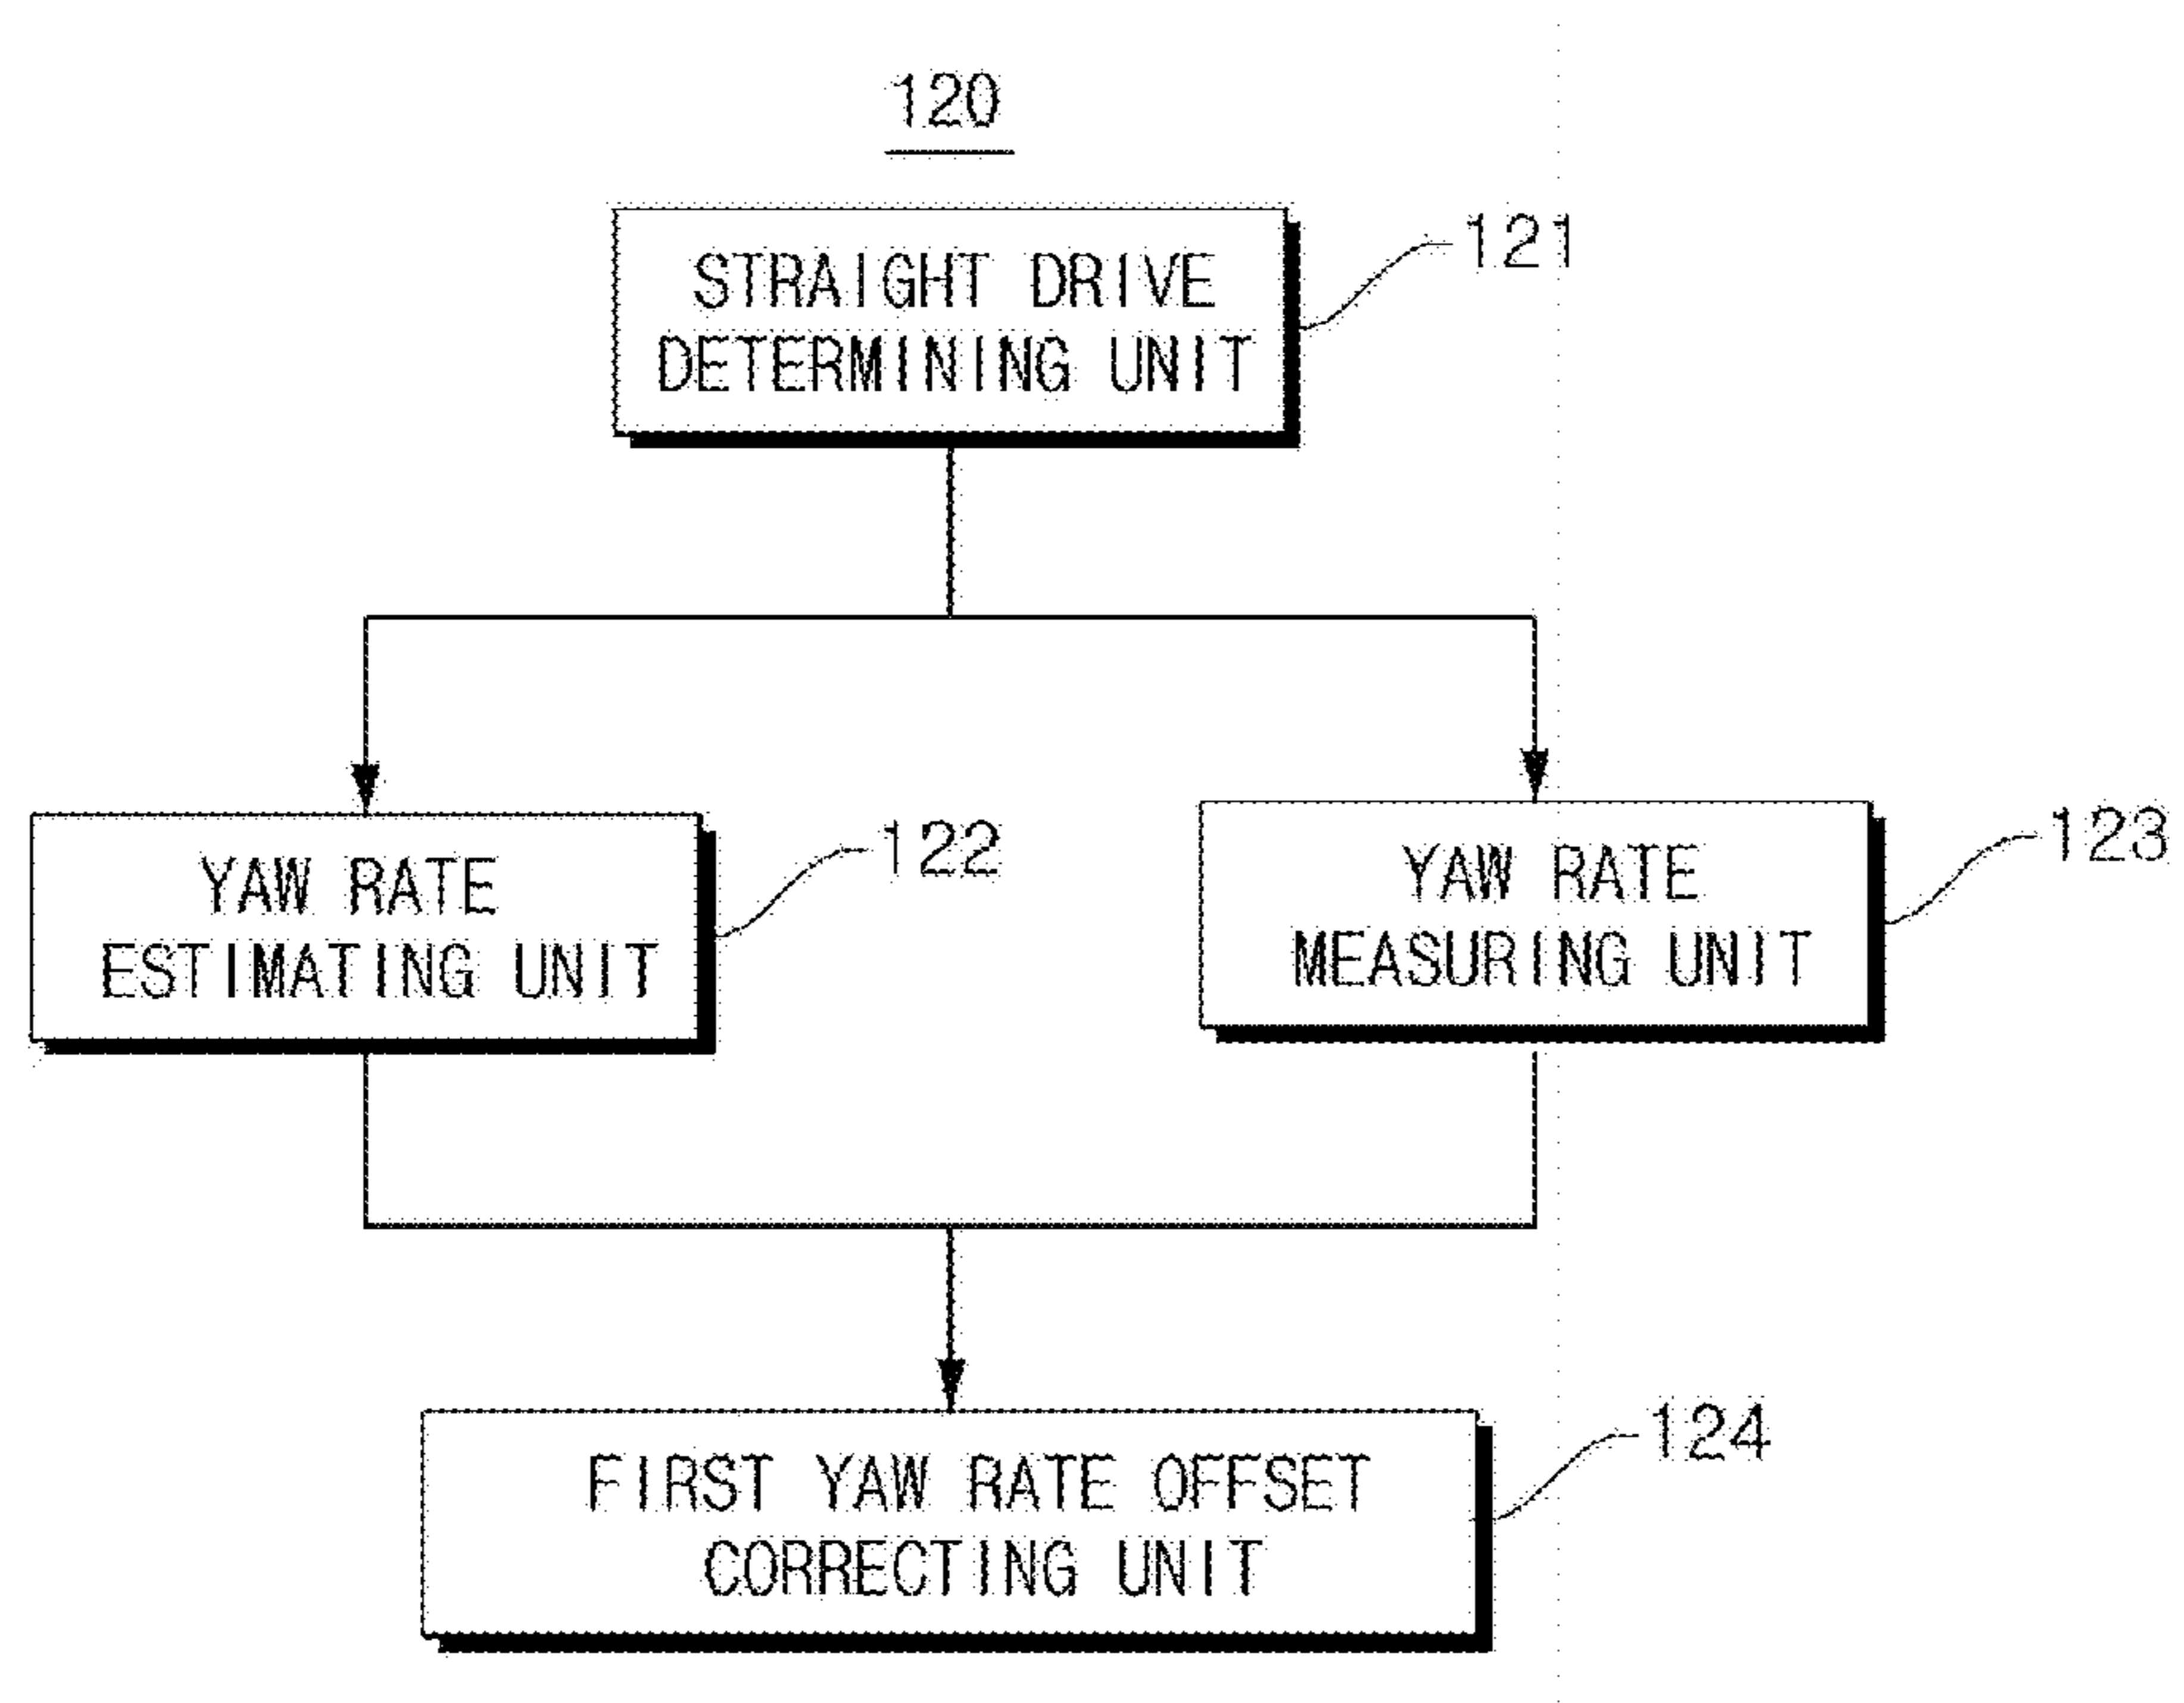 120
STRAIGHT DRIVE
DETERMINING UNIT
121
YAW RATE
ESTIMATING UNIT
122
YAW RATE
MEASURING UNIT
123
FIRST YAW RATE OFFSET
CORRECTING UNIT
124